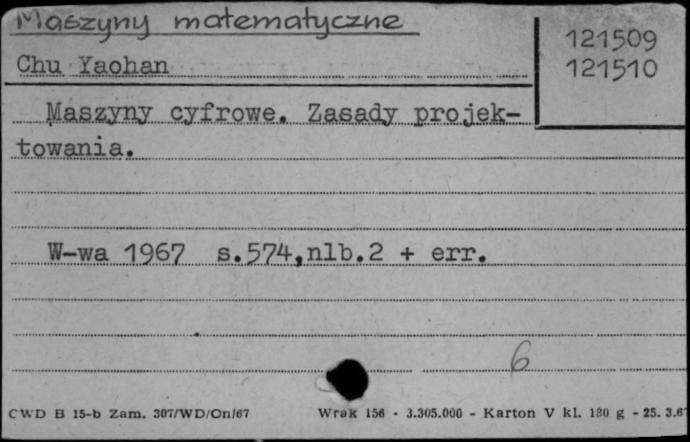 Maszyny matematyczne
121509
Chu Yaohan
121510
Maszyny cyfrowe. Zasady projek-
towania.
W-wa 1967 s.574,nlb.2 + err.
6
CWD B 15-b Zam. 307/WD/On/67 Wrak 156 - 3.305.000 - Karton V kl. 180 g - 25. 3.67